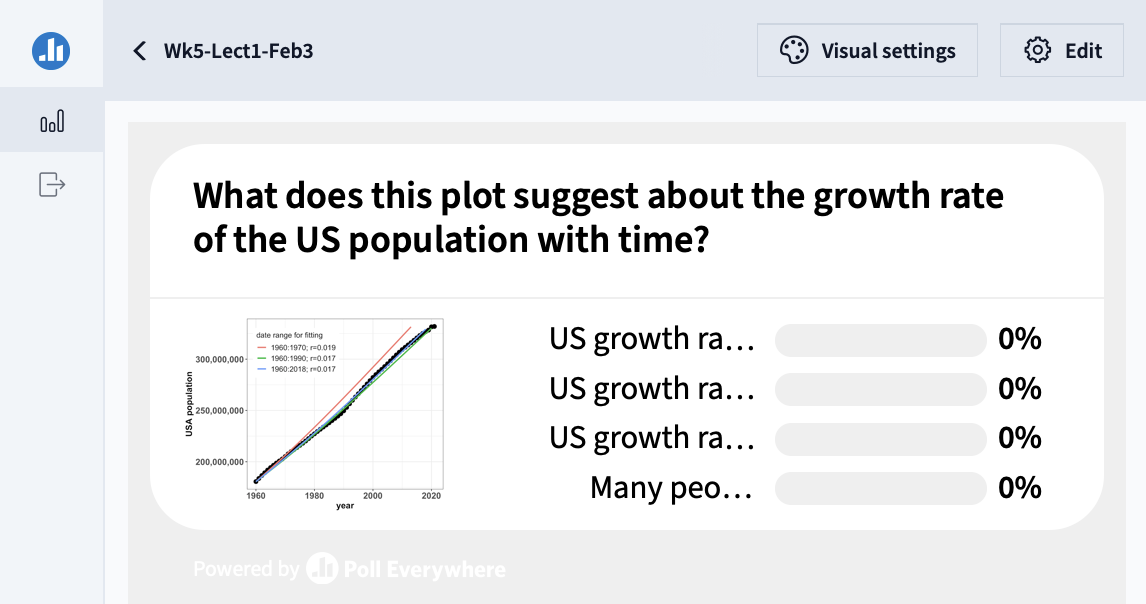 Wk5-Lect1-Feb3
Visual settings
Edit
What does this plot suggest about the growth rate
of the US population with time?
date range for fitting
1960:1970; r=0.019
1960:1990; r=0.017
1960:2018; r=0.017
300,000,000
250,000,000
200,000,000
USA population
1960 1980 2000 2020
year
US growth ra... 0%
US growth ra... 0%
US growth ra... 0%
Many peo... 0%
Powered by Poll Everywhere